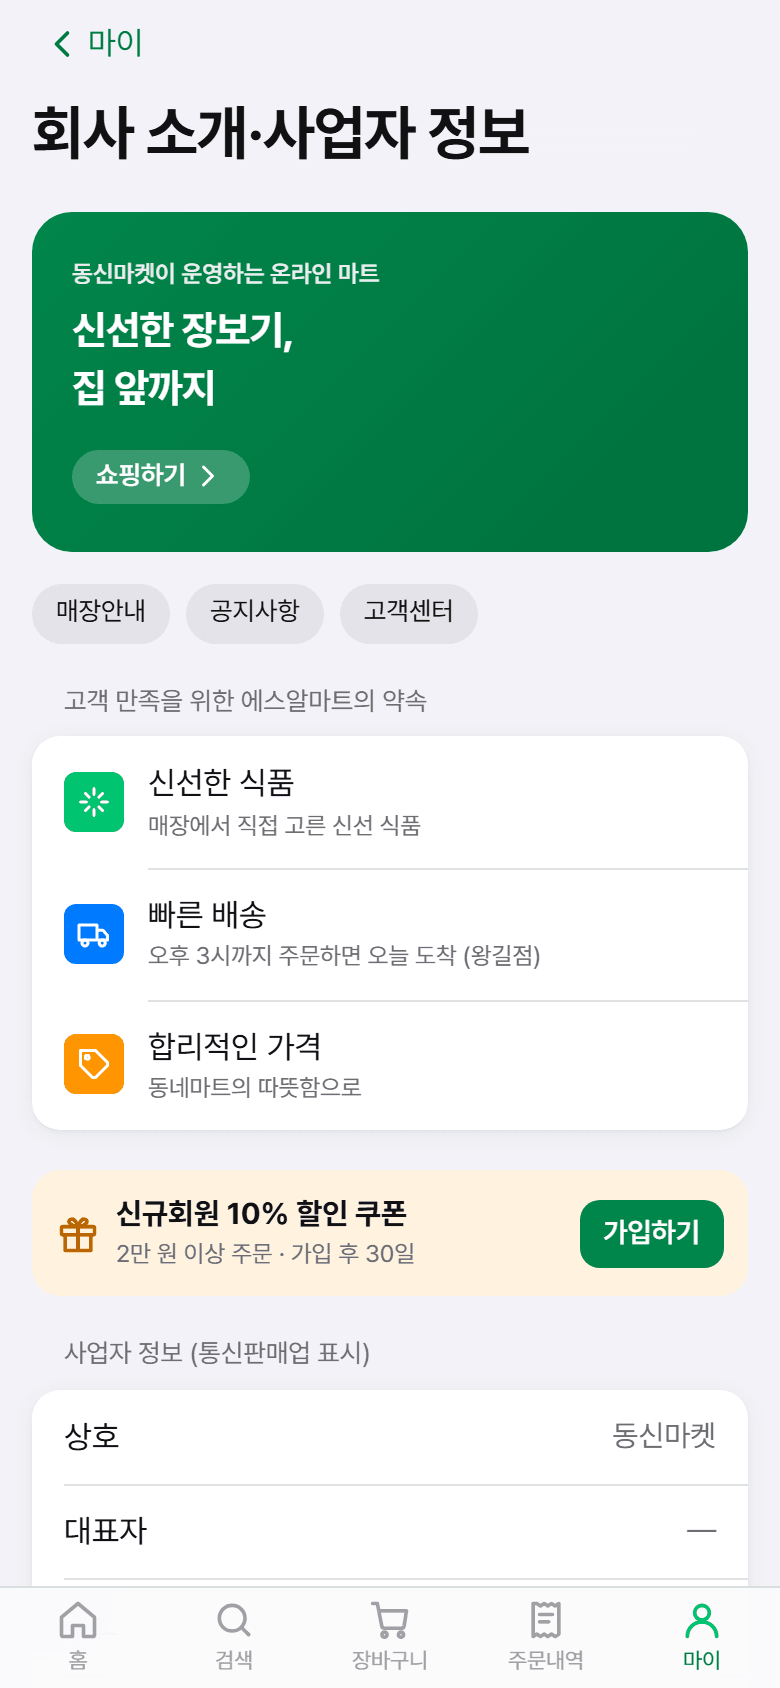 마이
회사 소개·사업자 정보
동신마켓이 운영하는 온라인 마트
신선한 장보기,
집 앞까지
쇼핑하기
매장안내 공지사항 고객센터
고객 만족을 위한 에스알마트의 약속
신선한 식품
매장에서 직접 고른 신선 식품
빠른 배송
오후 3시까지 주문하면 오늘 도착 (왕길점)
합리적인 가격
동네마트의 따뜻함으로
신규회원 10% 할인 쿠폰
2만 원 이상 주문 · 가입 후 30일
가입하기
사업자 정보 (통신판매업 표시)
상호 동신마켓
대표자 —
홈 검색 장바구니 주문내역 마이